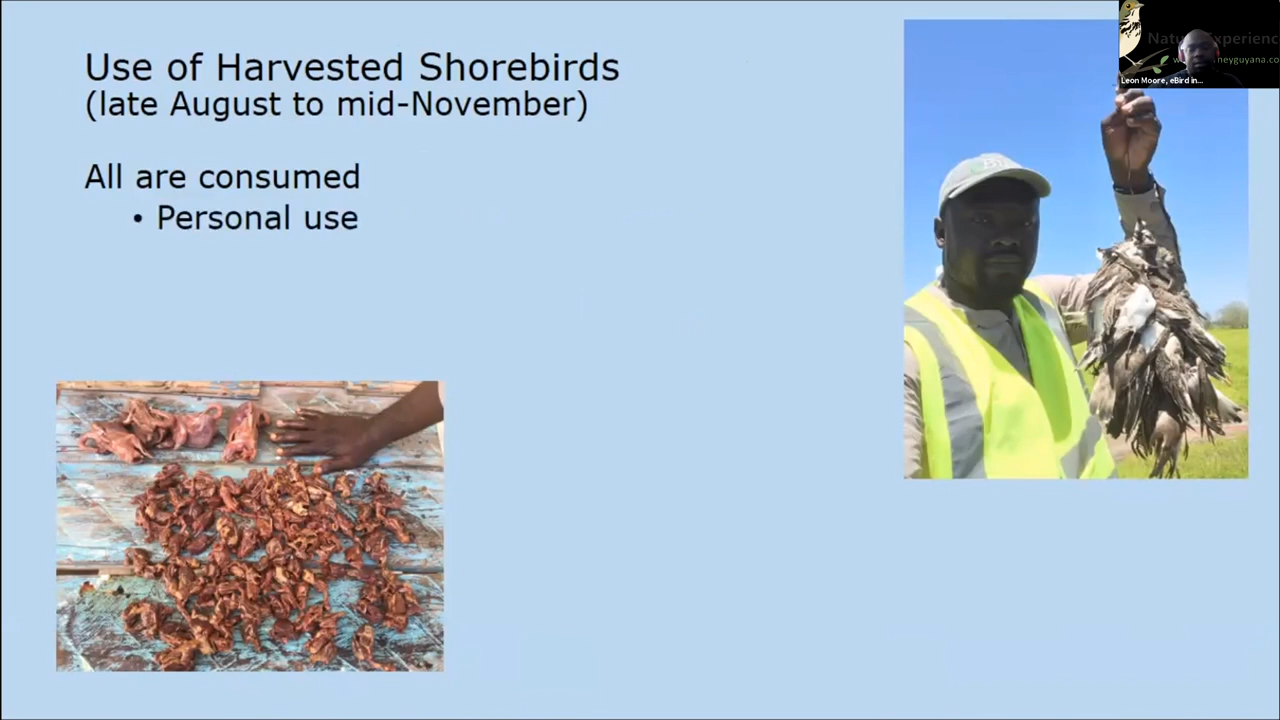 Use of Harvested Shorebirds
(late August to mid-November)
All are consumed
• Personal use
Leon Moore, eBird in...